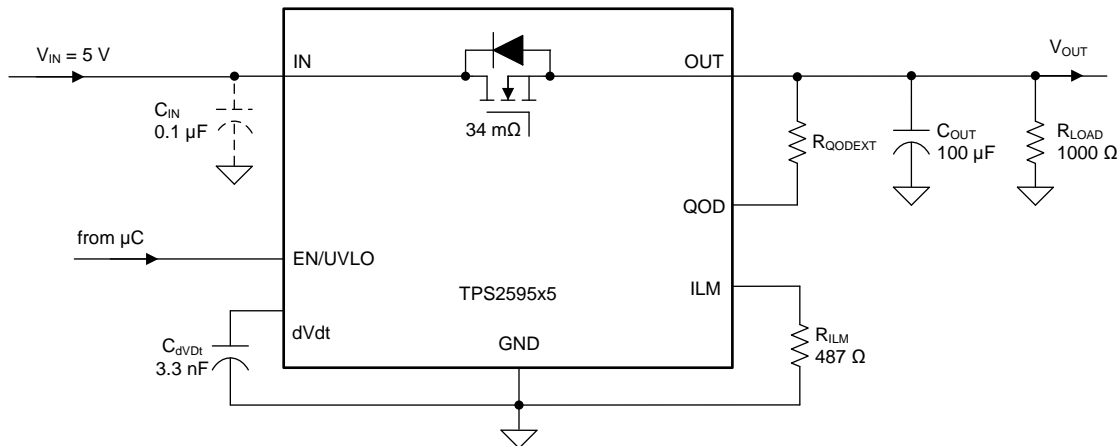 V_IN = 5 V
IN
OUT
V_OUT
C_IN
0.1 µF
34 mΩ
R_QODEXT
C_OUT
100 µF
R_LOAD
1000 Ω
QOD
from µC
EN/UVLO
TPS2595x5
ILM
dVdt
GND
C_dVDt
3.3 nF
R_ILM
487 Ω